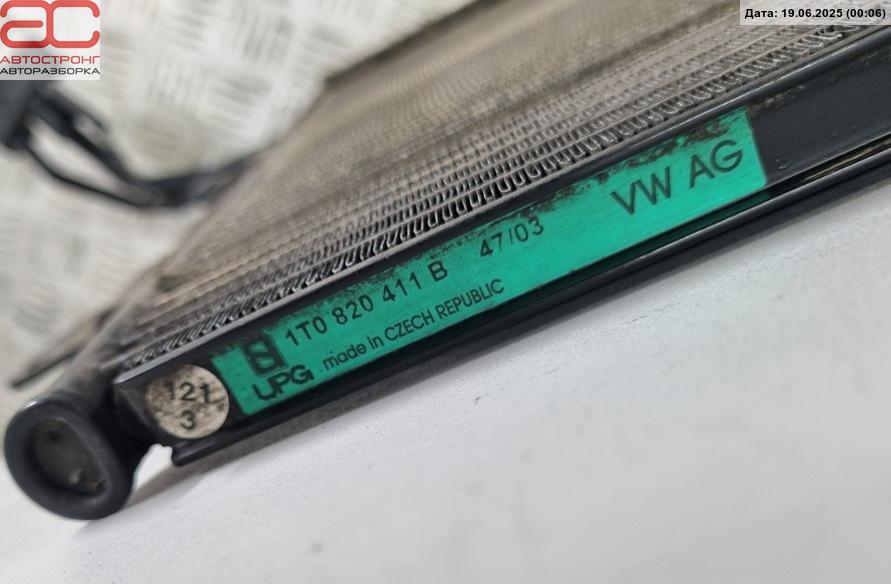 АС
АВТОСТРОНГ
АВТОРАЗБОРКА
Дата: 19.06.2025 (00:06)
VW AG
1T0 820 411 B 47/03
made in CZECH REPUBLIC
UPG
121
3